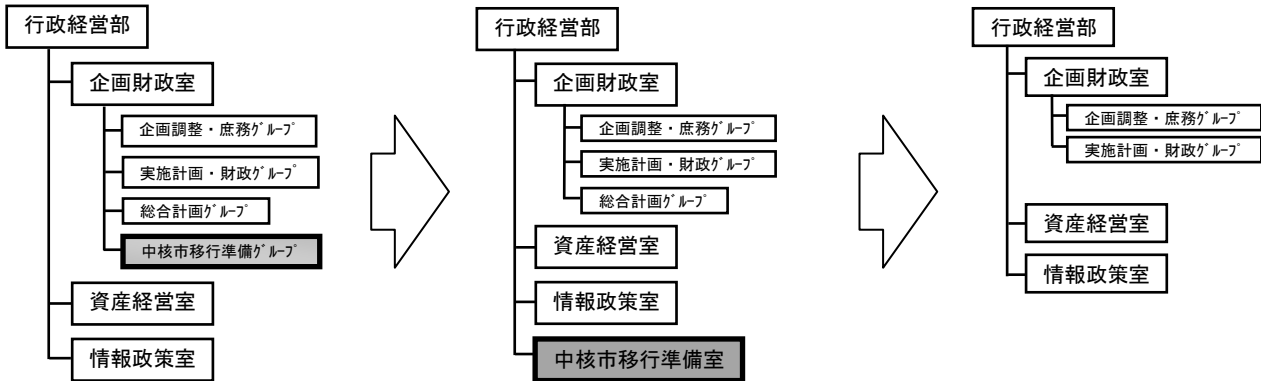 行政経営部
企画財政室
企画調整・庶務ｸﾞﾙｰﾌﾟ
実施計画・財政ｸﾞﾙｰﾌﾟ
総合計画ｸﾞﾙｰﾌﾟ
中核市移行準備ｸﾞﾙｰﾌﾟ
資産経営室
情報政策室
行政経営部
企画財政室
企画調整・庶務ｸﾞﾙｰﾌﾟ
実施計画・財政ｸﾞﾙｰﾌﾟ
総合計画ｸﾞﾙｰﾌﾟ
資産経営室
情報政策室
中核市移行準備室
行政経営部
企画財政室
企画調整・庶務ｸﾞﾙｰﾌﾟ
実施計画・財政ｸﾞﾙｰﾌﾟ
資産経営室
情報政策室